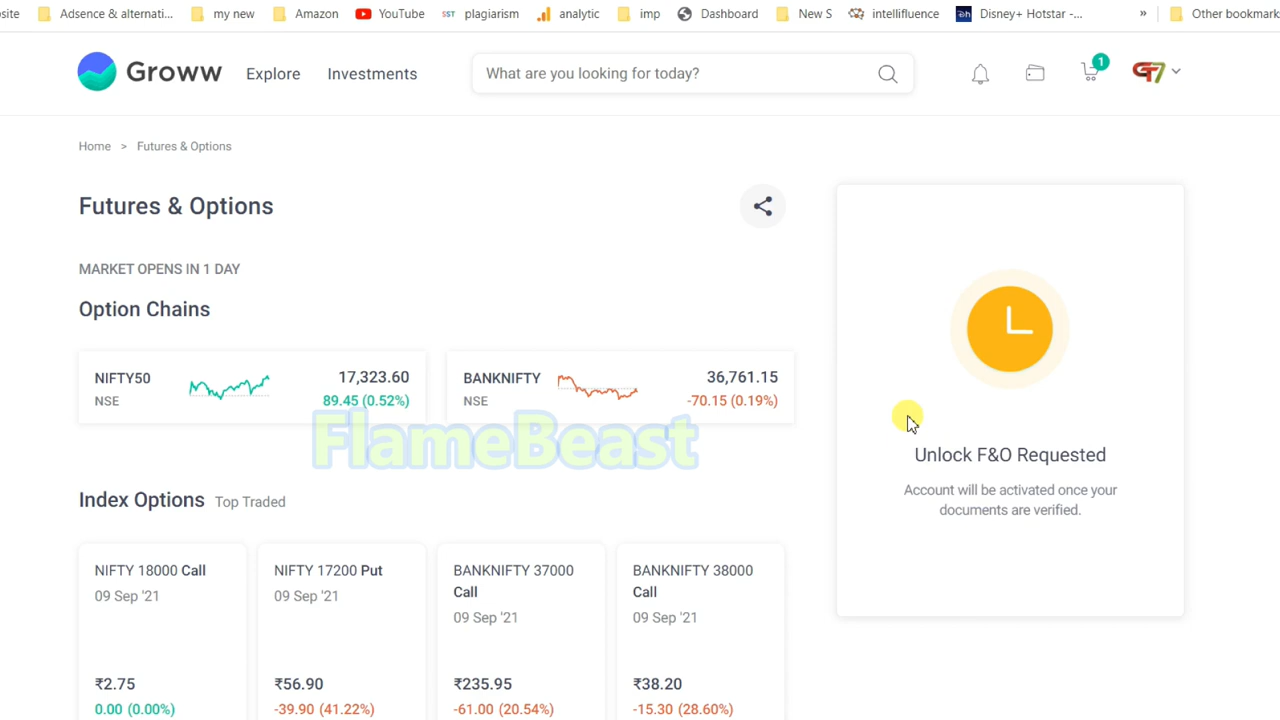 site Adsence & alternati... my new Amazon YouTube SST plagiarism analytic imp Dashboard New S intellifluence Disney+ Hotstar -... » Other bookmark
Groww Explore Investments What are you looking for today? 1 GT7
Home > Futures & Options
Futures & Options
MARKET OPENS IN 1 DAY
Option Chains
NIFTY50 17,323.60
NSE 89.45 (0.52%)
BANKNIFTY 36,761.15
NSE -70.15 (0.19%)
FlameBeast
Unlock F&O Requested
Account will be activated once your
documents are verified.
Index Options Top Traded
NIFTY 18000 Call
09 Sep '21
₹2.75
0.00 (0.00%)
NIFTY 17200 Put
09 Sep '21
₹56.90
-39.90 (41.22%)
BANKNIFTY 37000
Call
09 Sep '21
₹235.95
-61.00 (20.54%)
BANKNIFTY 38000
Call
09 Sep '21
₹38.20
-15.30 (28.60%)